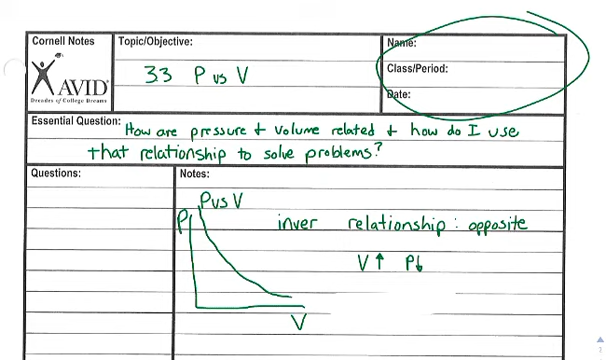 Cornell Notes
Topic/Objective:
33 P vs V
Name:
Class/Period:
Date:
AVID
Decades of College Dreams
Essential Question: How are pressure + volume related + how do I use
that relationship to solve problems?
Questions:
Notes:
P vs V
P
inver relationship : opposite
V ↑ P↓
V